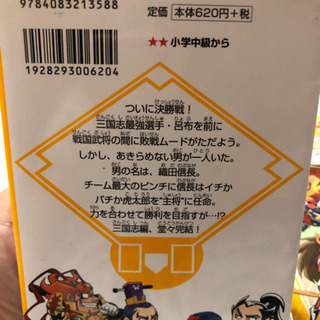 9784083213588
定価 本体620円+税
1928293006204
★★ 小学中級から
ついに決勝戦!
三国志最強選手・呂布を前に
戦国武将の間に敗戦ムードがただよう。
しかし、あきらめない男が一人いた。
男の名は、織田信長。
チーム最大のピンチに信長はイチか
バチか虎太郎を“主将”に任命。
力を合わせて勝利を目指すが…!?
三国志編、堂々完結!